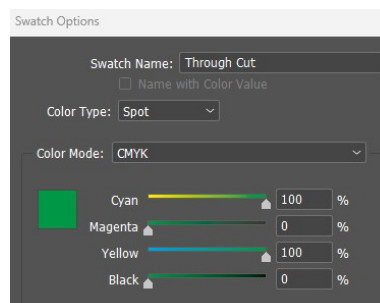 Swatch Options
Swatch Name: Through Cut
Name with Color Value
Color Type: Spot
Color Mode: CMYK
Cyan 100 %
Magenta 0 %
Yellow 100 %
Black 0 %